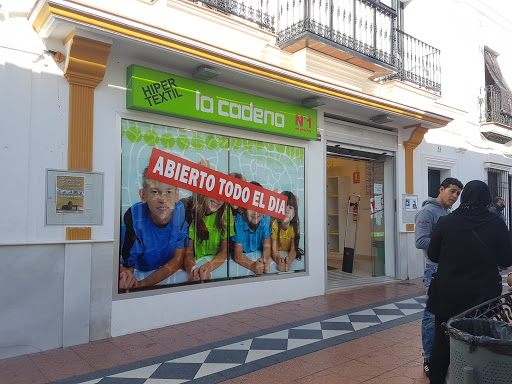 HIPER
TEXTIL
la cadena
Nº1
ABIERTO TODO EL DIA